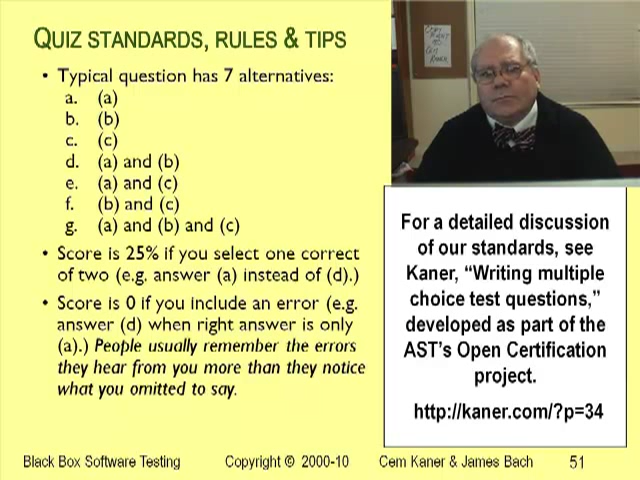 QUIZ STANDARDS, RULES & TIPS
• Typical question has 7 alternatives:
a. (a)
b. (b)
c. (c)
d. (a) and (b)
e. (a) and (c)
f. (b) and (c)
g. (a) and (b) and (c)
• Score is 25% if you select one correct
of two (e.g. answer (a) instead of (d).)
• Score is 0 if you include an error (e.g.
answer (d) when right answer is only
(a).) People usually remember the errors
they hear from you more than they notice
what you omitted to say.
For a detailed discussion
of our standards, see
Kaner, “Writing multiple
choice test questions,”
developed as part of the
AST’s Open Certification
project.
http://kaner.com/?p=34
Black Box Software Testing Copyright © 2000-10 Cem Kaner & James Bach 51